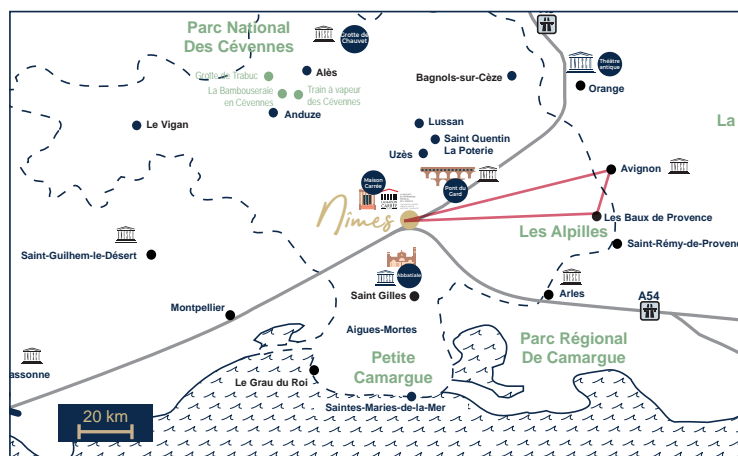 Parc National
Des Cévennes
Grotte de
Chauvet
Grotte de Trabuc
Alès
La Bambouseraie
en Cévennes
Train à vapeur
des Cévennes
Anduze
Le Vigan
Bagnols-sur-Cèze
Théâtre
antique
Orange
La
Lussan
Saint Quentin
La Poterie
Uzès
Maison
Carrée
Pont du
Gard
Avignon
Nîmes
Les Baux de Provence
Les Alpilles
Saint-Rémy-de-Provenc
Saint-Guilhem-le-Désert
Abbatiale
Saint Gilles
Arles
A54
Montpellier
Aigues-Mortes
Parc Régional
De Camargue
Petite
Camargue
assonne
Le Grau du Roi
Saintes-Maries-de-la-Mer
20 km